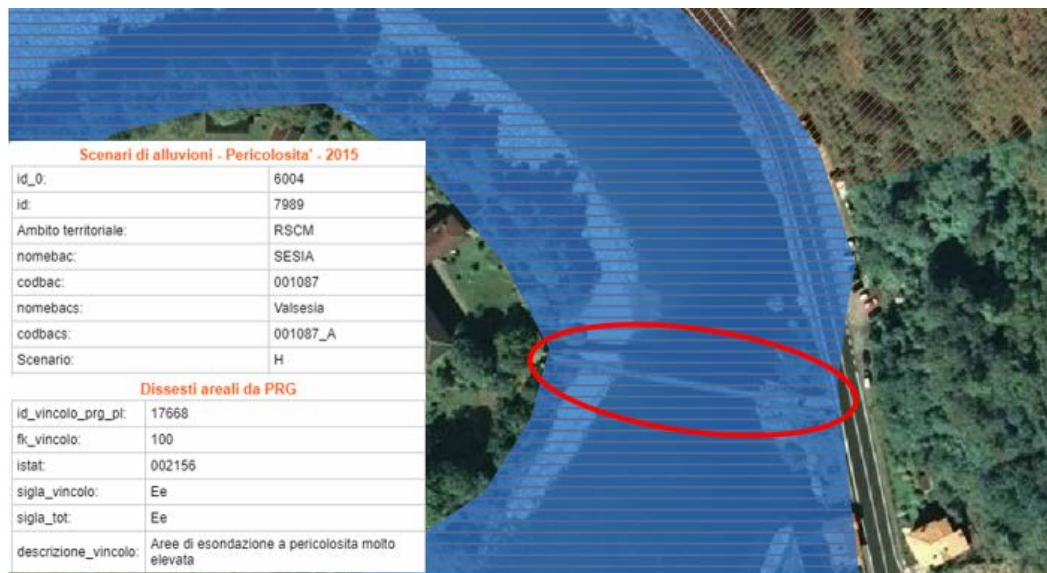 Scenari di alluvioni - Pericolosita' - 2015
id_0: 6004
id: 7989
Ambito territoriale: RSCM
nomebac: SESIA
codbac: 001087
nomebacs: Valsesia
codbacs: 001087_A
Scenario: H
Dissesti areali da PRG
id_vincolo_prg_pl: 17668
fk_vincolo: 100
istat: 002156
sigla_vincolo: Ee
sigla_tot: Ee
descrizione_vincolo: Aree di esondazione a pericolosita molto
elevata